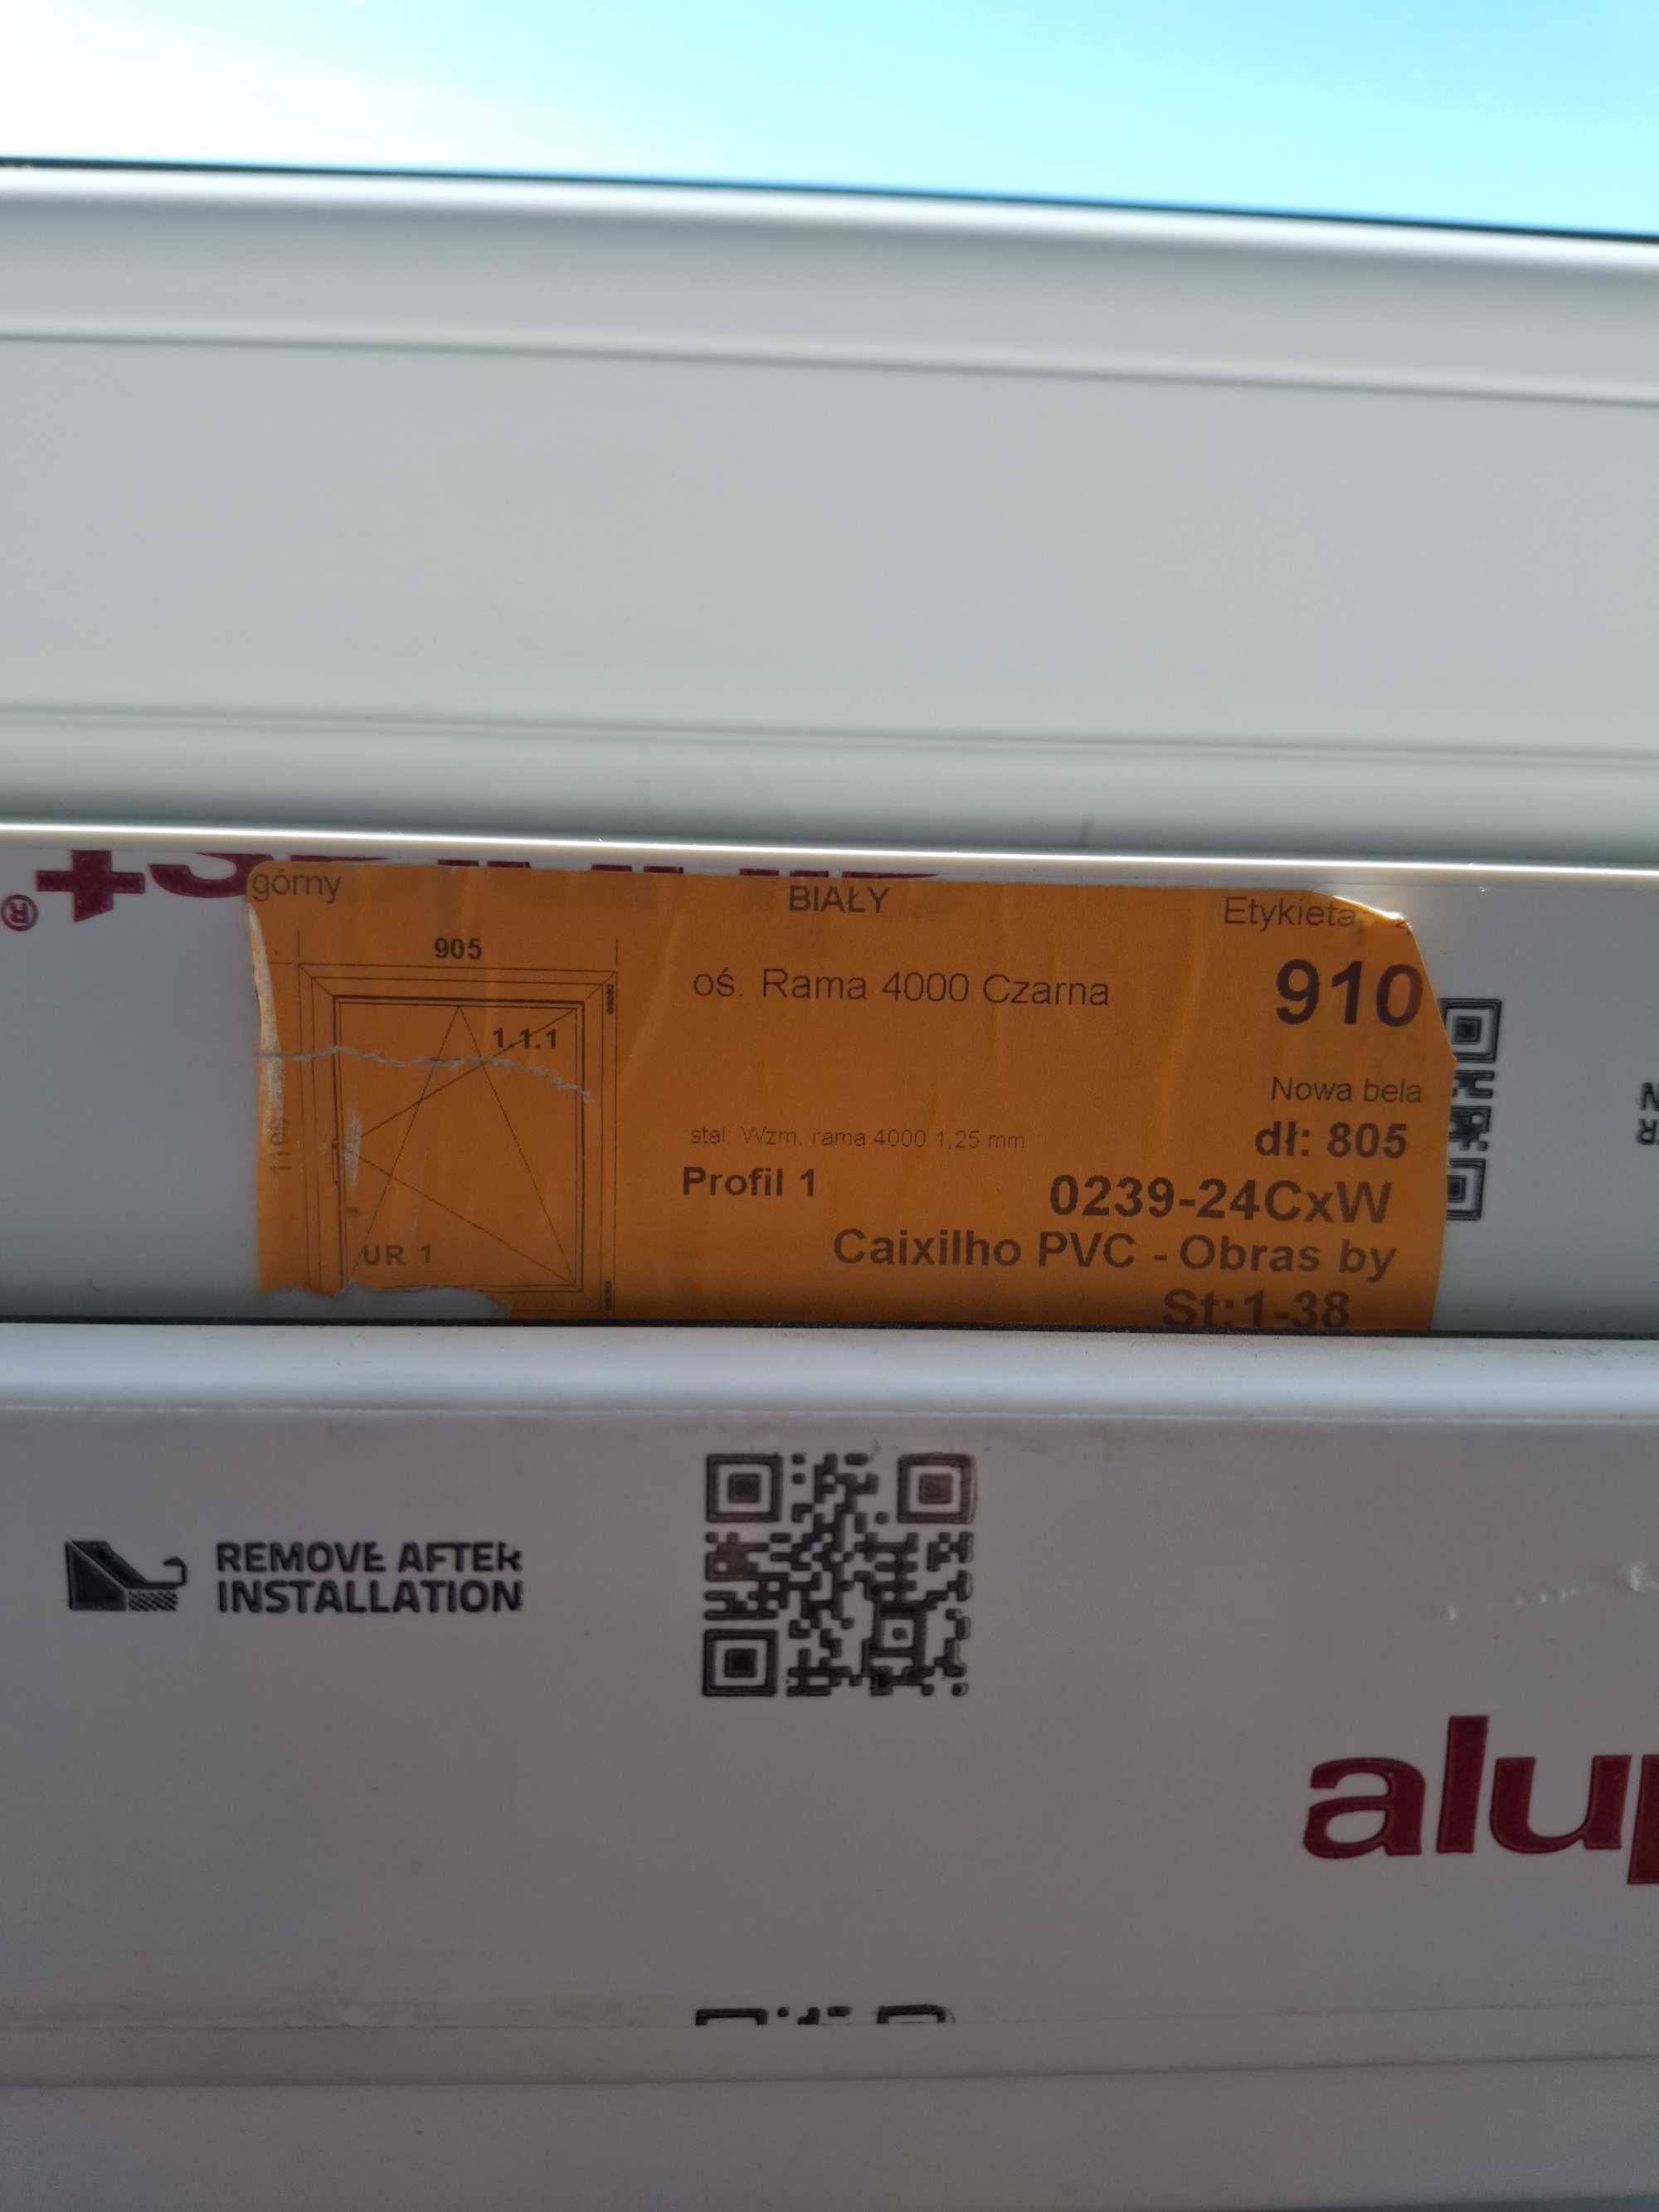 górny
BIAŁY
Etykieta:
905
oś. Rama 4000 Czarna
910
1.1.1
Nowa bela
stal: Wzm. rama 4000 1,25 mm
dł: 805
Profil 1
0239-24CxW
UR 1
Caixilho PVC - Obras by
St:1-38
REMOVE AFTER
INSTALLATION